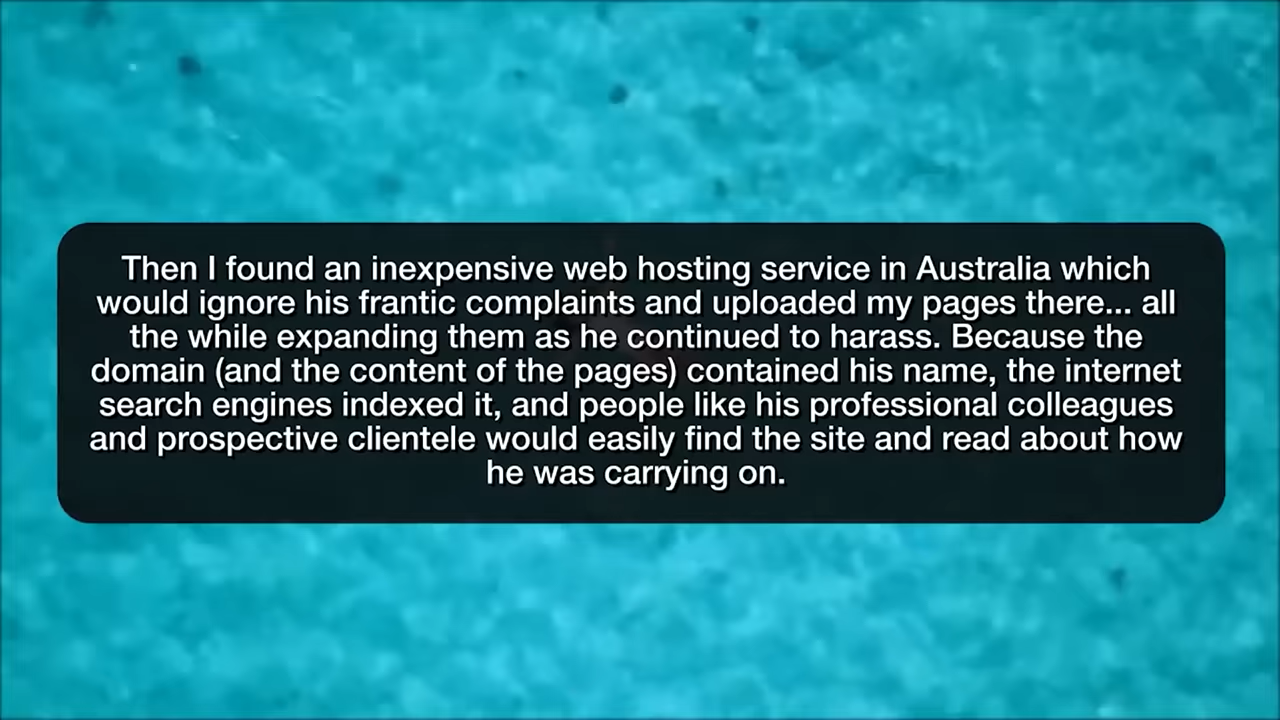 Then I found an inexpensive web hosting service in Australia which
would ignore his frantic complaints and uploaded my pages there... all
the while expanding them as he continued to harass. Because the
domain (and the content of the pages) contained his name, the internet
search engines indexed it, and people like his professional colleagues
and prospective clientele would easily find the site and read about how
he was carrying on.